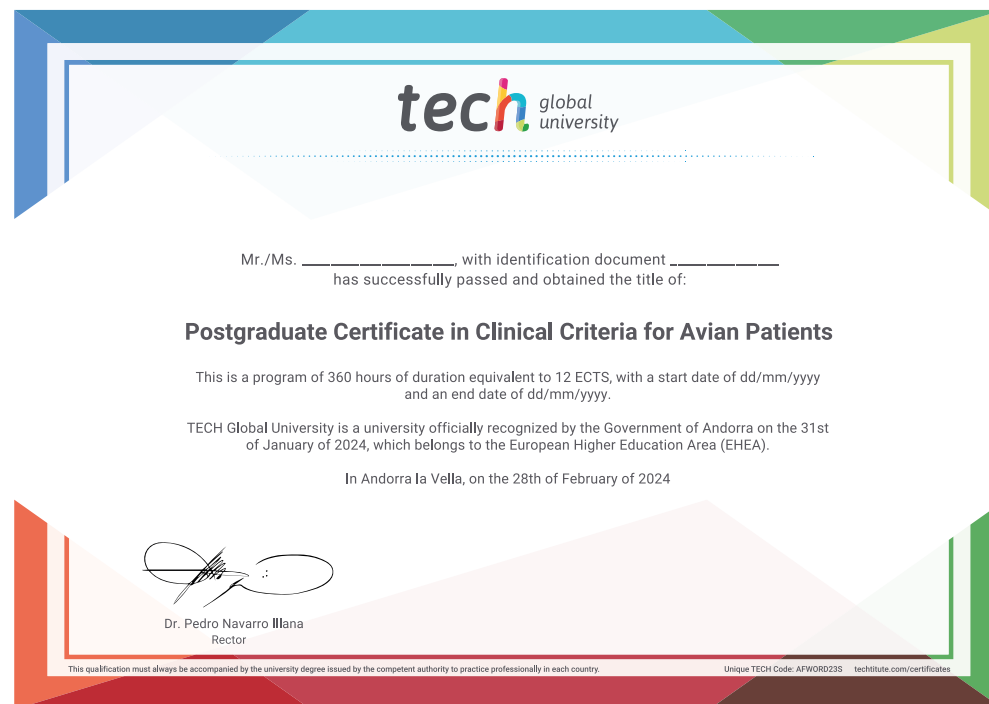 tech global university
Mr./Ms. ____________________, with identification document ______________
has successfully passed and obtained the title of:
Postgraduate Certificate in Clinical Criteria for Avian Patients
This is a program of 360 hours of duration equivalent to 12 ECTS, with a start date of dd/mm/yyyy
and an end date of dd/mm/yyyy.
TECH Global University is a university officially recognized by the Government of Andorra on the 31st
of January of 2024, which belongs to the European Higher Education Area (EHEA).
In Andorra la Vella, on the 28th of February of 2024
Dr. Pedro Navarro Illana
Rector
This qualification must always be accompanied by the university degree issued by the competent authority to practice professionally in each country.
Unique TECH Code: AFWORD23S techtitute.com/certificates